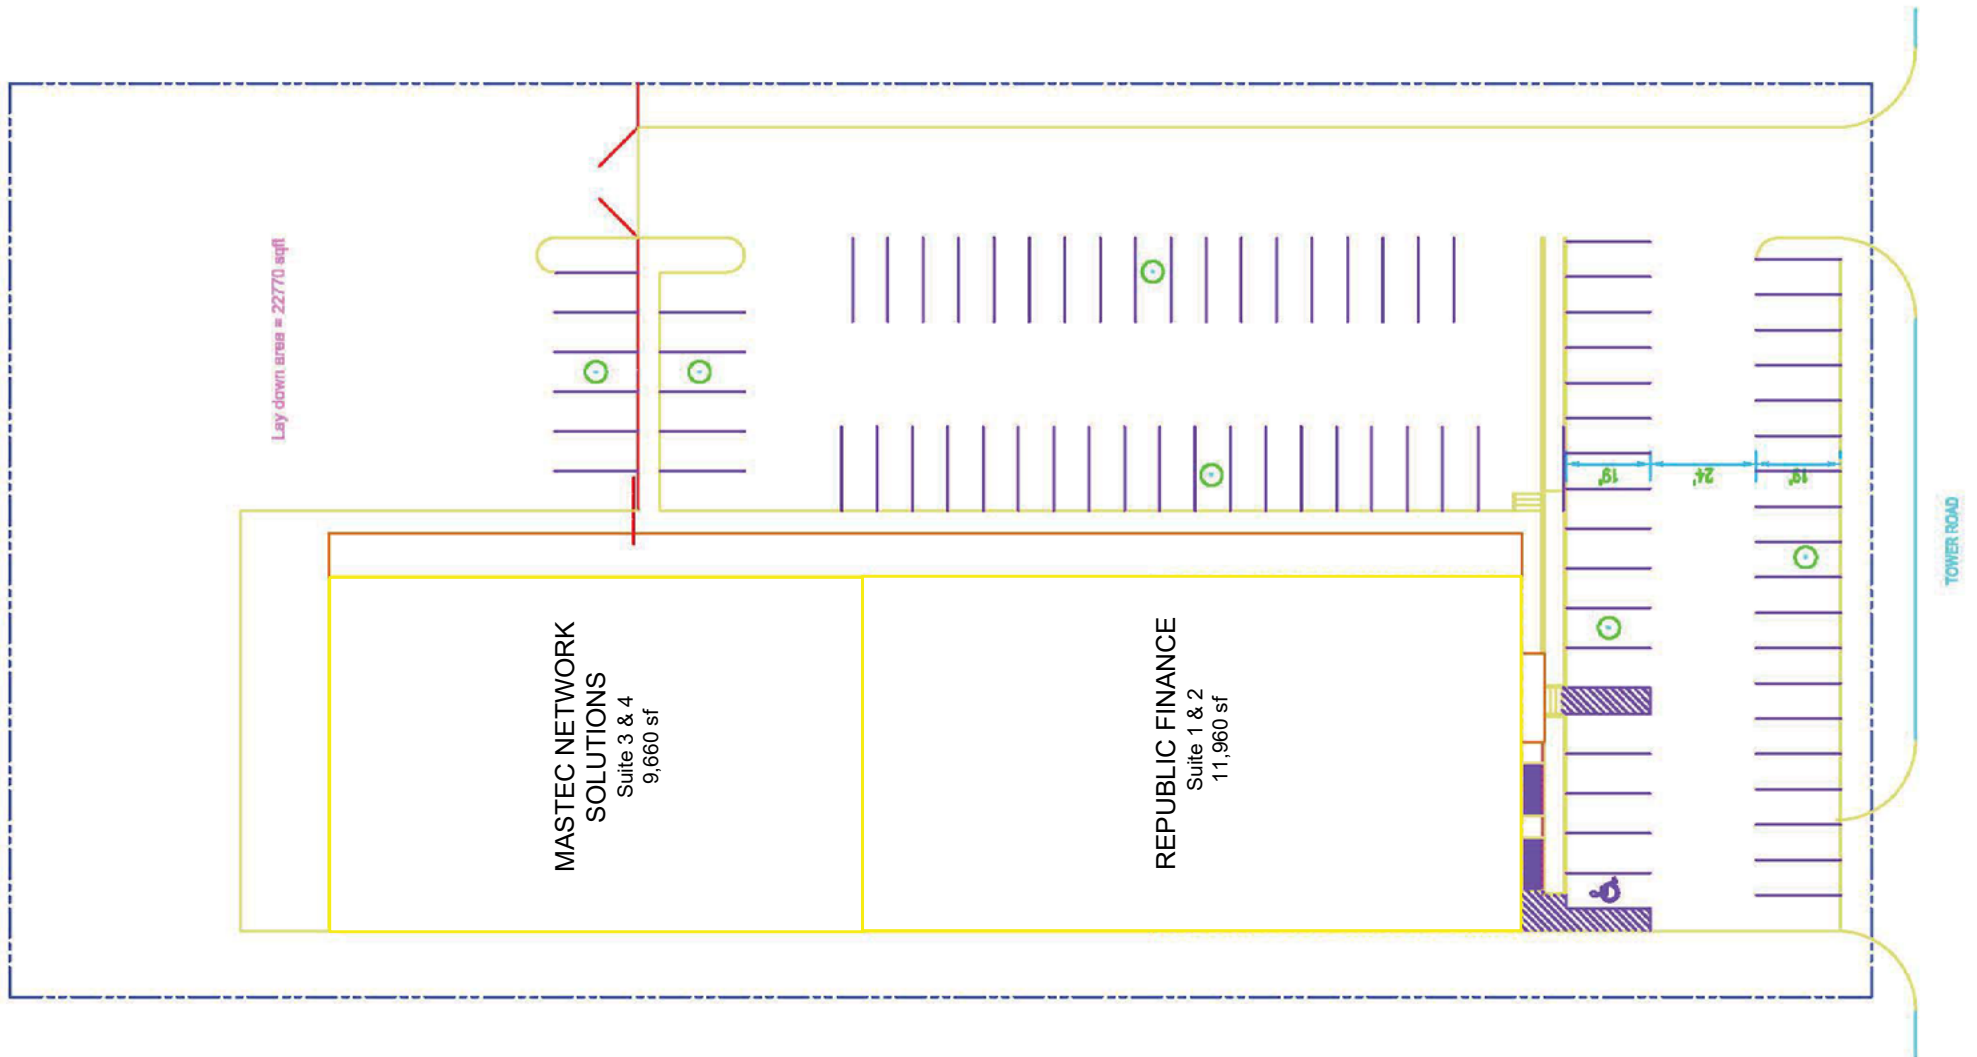 Lay down area = 22770 sqft
MASTEC NETWORK
SOLUTIONS
Suite 3 & 4
9,660 sf
REPUBLIC FINANCE
Suite 1 & 2
11,960 sf
19'
24'
19'
TOWER ROAD